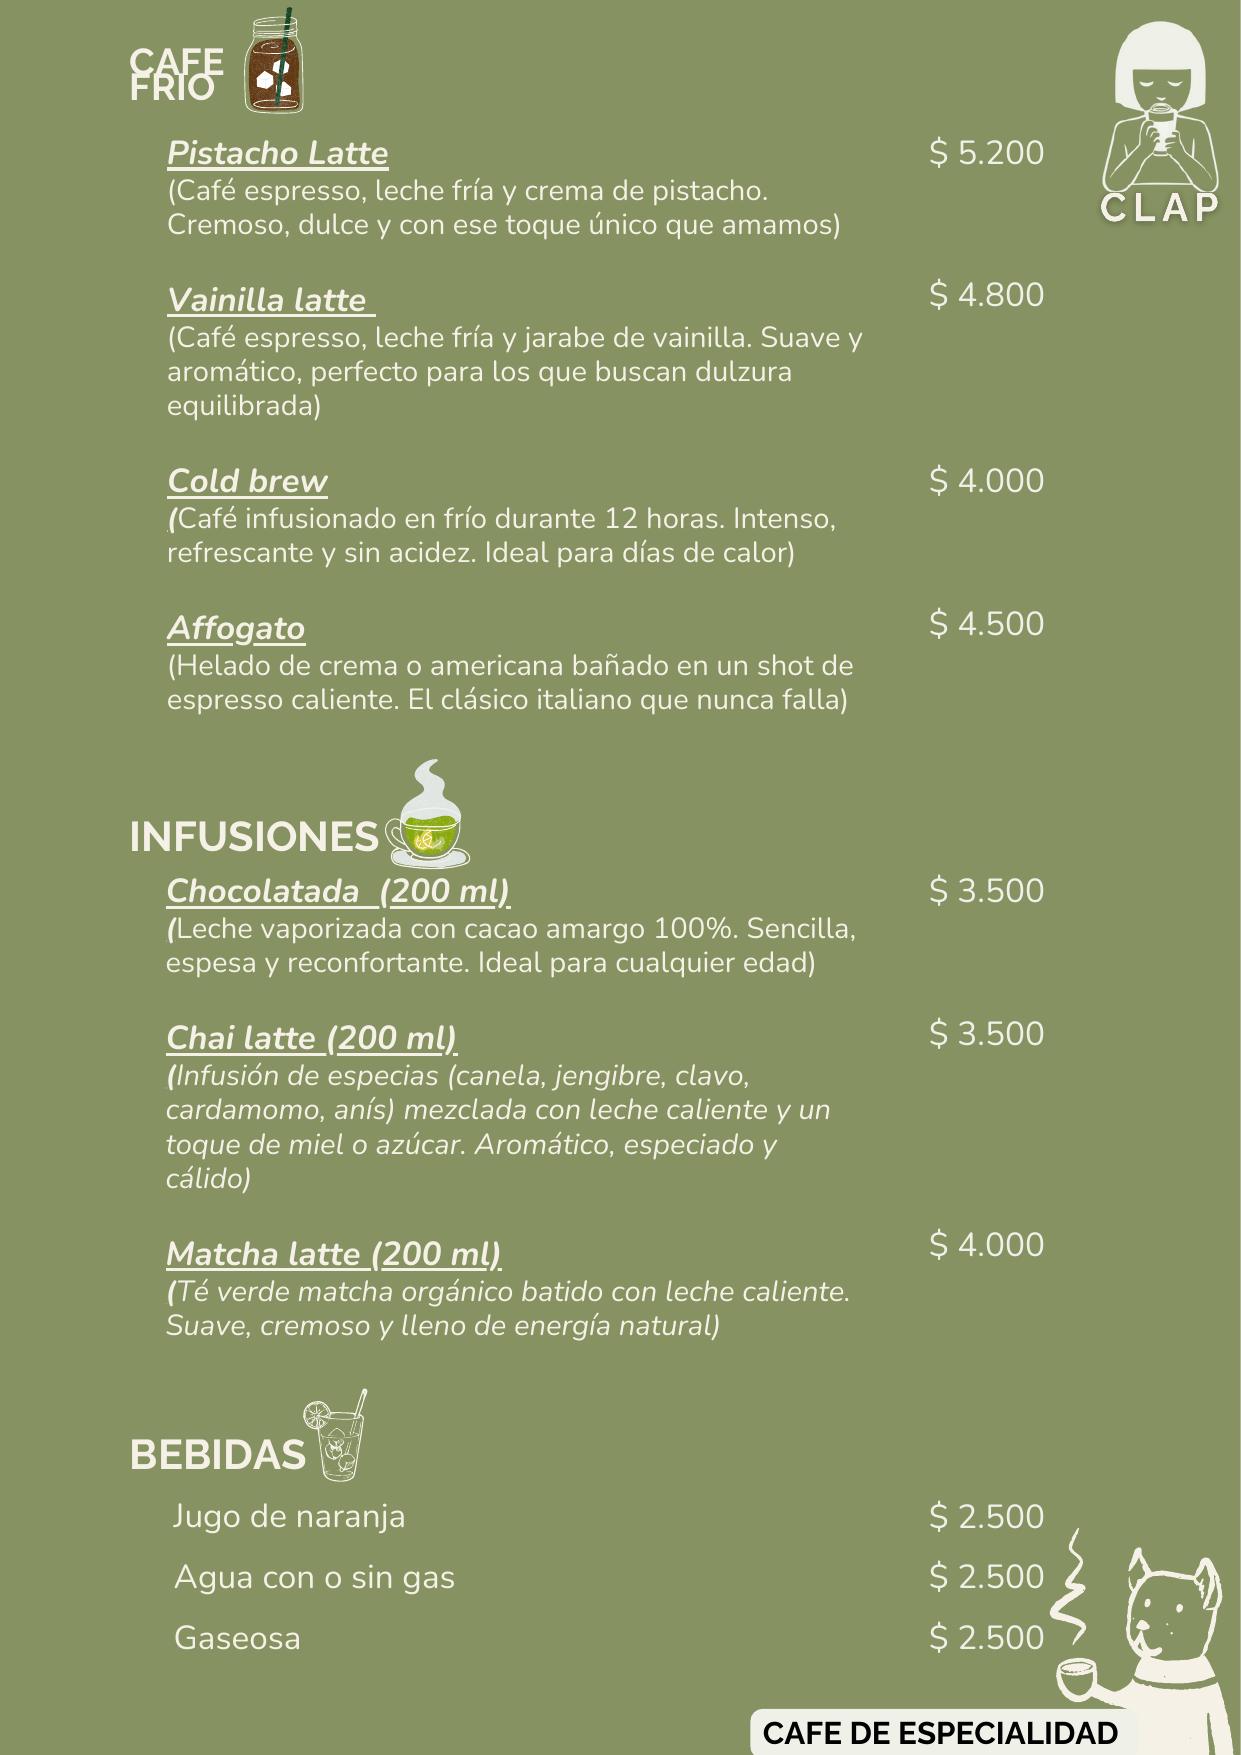 CAFE
FRIO
CLAP
Pistacho Latte $ 5.200
(Café espresso, leche fría y crema de pistacho.
Cremoso, dulce y con ese toque único que amamos)
Vainilla latte $ 4.800
(Café espresso, leche fría y jarabe de vainilla. Suave y
aromático, perfecto para los que buscan dulzura
equilibrada)
Cold brew $ 4.000
(Café infusionado en frío durante 12 horas. Intenso,
refrescante y sin acidez. Ideal para días de calor)
Affogato $ 4.500
(Helado de crema o americana bañado en un shot de
espresso caliente. El clásico italiano que nunca falla)
INFUSIONES
Chocolatada (200 ml) $ 3.500
(Leche vaporizada con cacao amargo 100%. Sencilla,
espesa y reconfortante. Ideal para cualquier edad)
Chai latte (200 ml) $ 3.500
(Infusión de especias (canela, jengibre, clavo,
cardamomo, anís) mezclada con leche caliente y un
toque de miel o azúcar. Aromático, especiado y
cálido)
Matcha latte (200 ml) $ 4.000
(Té verde matcha orgánico batido con leche caliente.
Suave, cremoso y lleno de energía natural)
BEBIDAS
Jugo de naranja $ 2.500
Agua con o sin gas $ 2.500
Gaseosa $ 2.500
CAFE DE ESPECIALIDAD